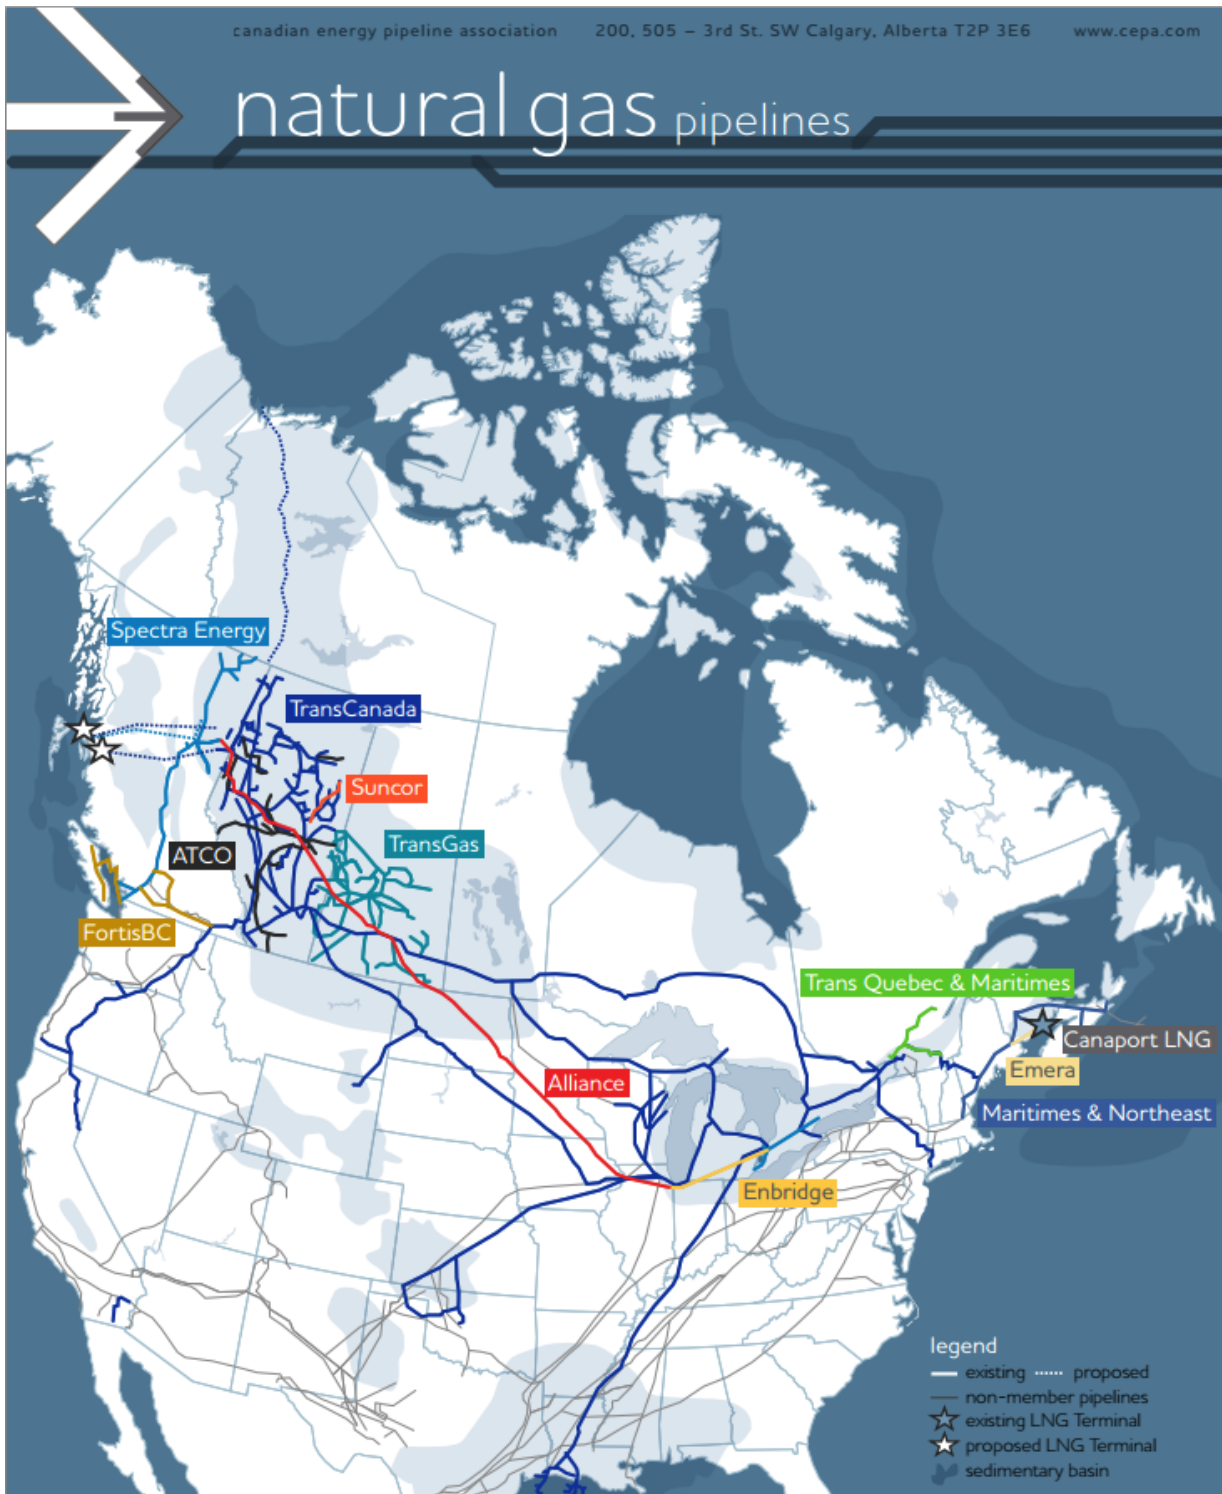 canadian energy pipeline association 200, 505 – 3rd St. SW Calgary, Alberta T2P 3E6 www.cepa.com
natural gas pipelines
Spectra Energy
TransCanada
Suncor
TransGas
ATCO
FortisBC
Trans Quebec & Maritimes
Canaport LNG
Emera
Alliance
Maritimes & Northeast
Enbridge
legend
existing proposed
non-member pipelines
existing LNG Terminal
proposed LNG Terminal
sedimentary basin